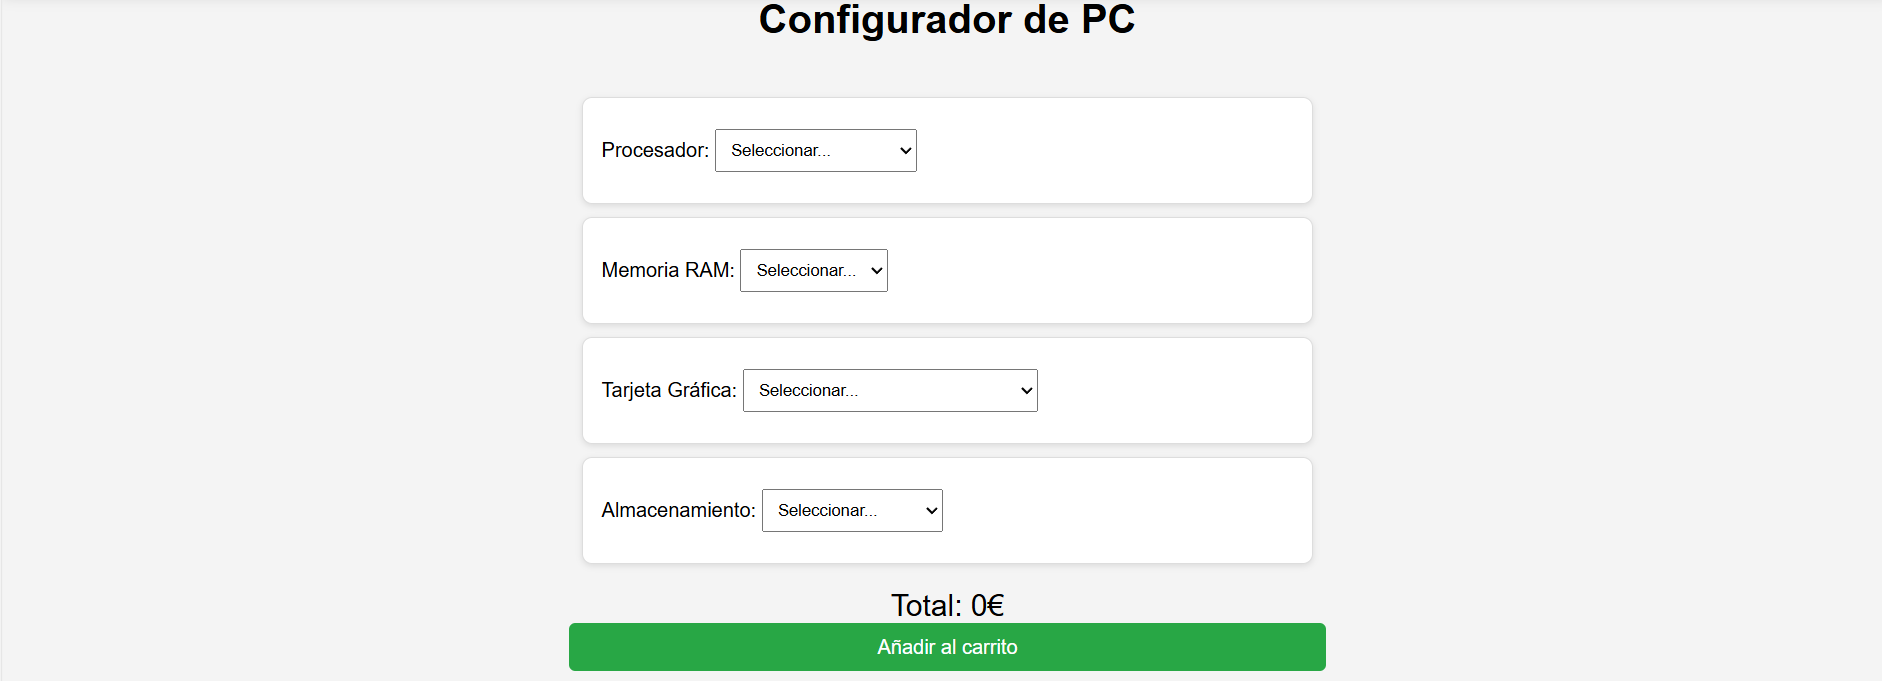 Configurador de PC
Procesador: Seleccionar...
Memoria RAM: Seleccionar...
Tarjeta Gráfica: Seleccionar...
Almacenamiento: Seleccionar...
Total: 0€
Añadir al carrito